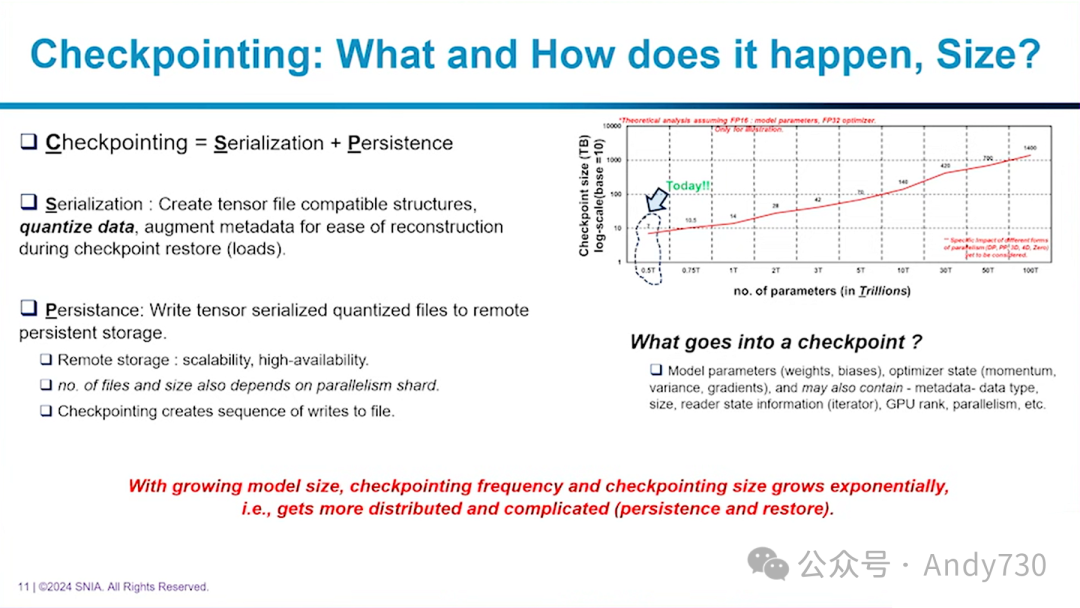 Checkpointing: What and How does it happen, Size?
❑ Checkpointing = Serialization + Persistence
❑ Serialization : Create tensor file compatible structures,
quantize data, augment metadata for ease of reconstruction
during checkpoint restore (loads).
❑ Persistance: Write tensor serialized quantized files to remote
persistent storage.
❑ Remote storage : scalability, high-availability.
❑ no. of files and size also depends on parallelism shard.
❑ Checkpointing creates sequence of writes to file.
*Theoretical analysis assuming FP16 : model parameters, FP32 optimizer.
Only for illustration.
Checkpoint size (TB)
log-scale(base =10)
10000
1000
100
10
1
Today!!
7
10.5
14
28
42
70
140
420
700
1400
** Specific Impact of different forms
of parallelism (DP, PP, 3D, 4D, Zero)
yet to be considered.
0.5T
0.75T
1T
2T
3T
5T
10T
30T
50T
100T
no. of parameters (in Trillions)
What goes into a checkpoint ?
❑ Model parameters (weights, biases), optimizer state (momentum,
variance, gradients), and may also contain - metadata- data type,
size, reader state information (iterator), GPU rank, parallelism, etc.
With growing model size, checkpointing frequency and checkpointing size grows exponentially,
i.e., gets more distributed and complicated (persistence and restore).
公众号 · Andy730
11 | ©2024 SNIA. All Rights Reserved.